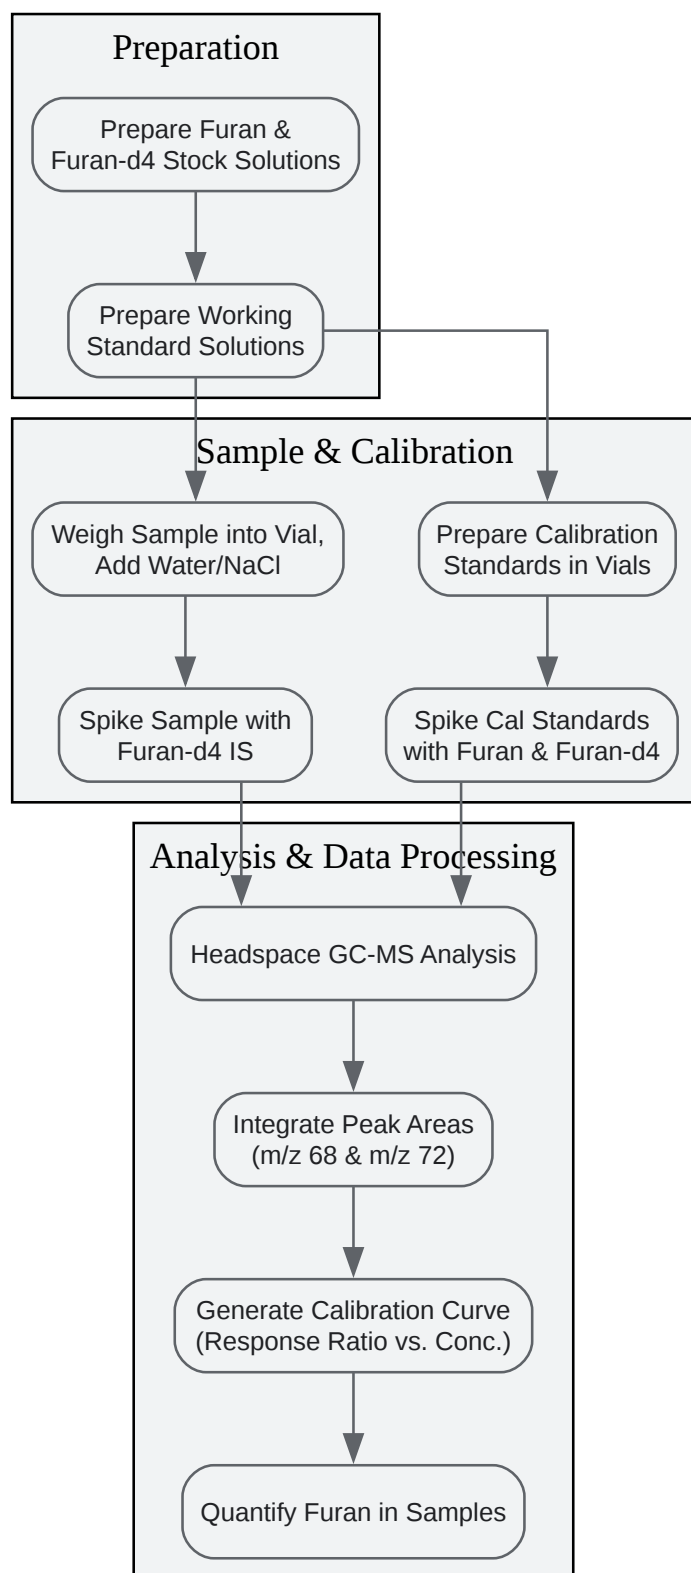 Preparation
Prepare Furan &
Furan-d4 Stock Solutions
Prepare Working
Standard Solutions
Sample & Calibration
Weigh Sample into Vial,
Add Water/NaCl
Prepare Calibration
Standards in Vials
Spike Sample with
Furan-d4 IS
Spike Cal Standards
with Furan & Furan-d4
Analysis & Data Processing
Headspace GC-MS Analysis
Integrate Peak Areas
(m/z 68 & m/z 72)
Generate Calibration Curve
(Response Ratio vs. Conc.)
Quantify Furan in Samples